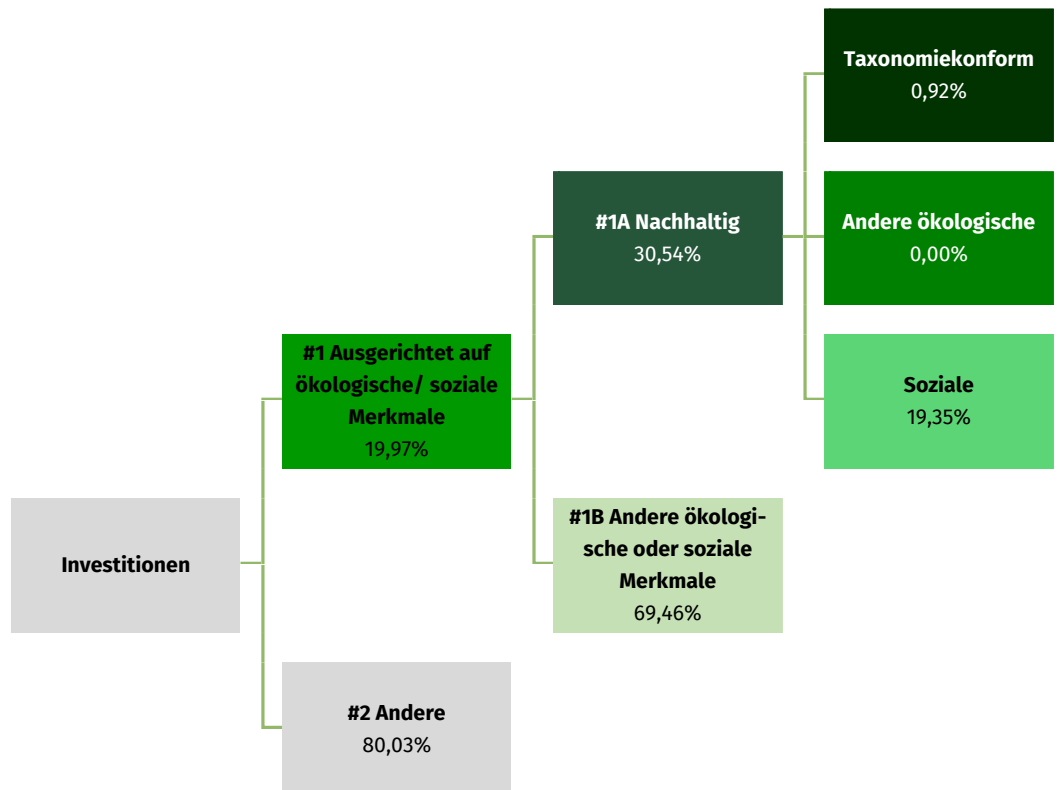 Taxonomiekonform
0,92%
#1A Nachhaltig
30,54%
Andere ökologische
0,00%
#1 Ausgerichtet auf
ökologische/ soziale
Merkmale
19,97%
Soziale
19,35%
Investitionen
#1B Andere ökologi-
sche oder soziale
Merkmale
69,46%
#2 Andere
80,03%